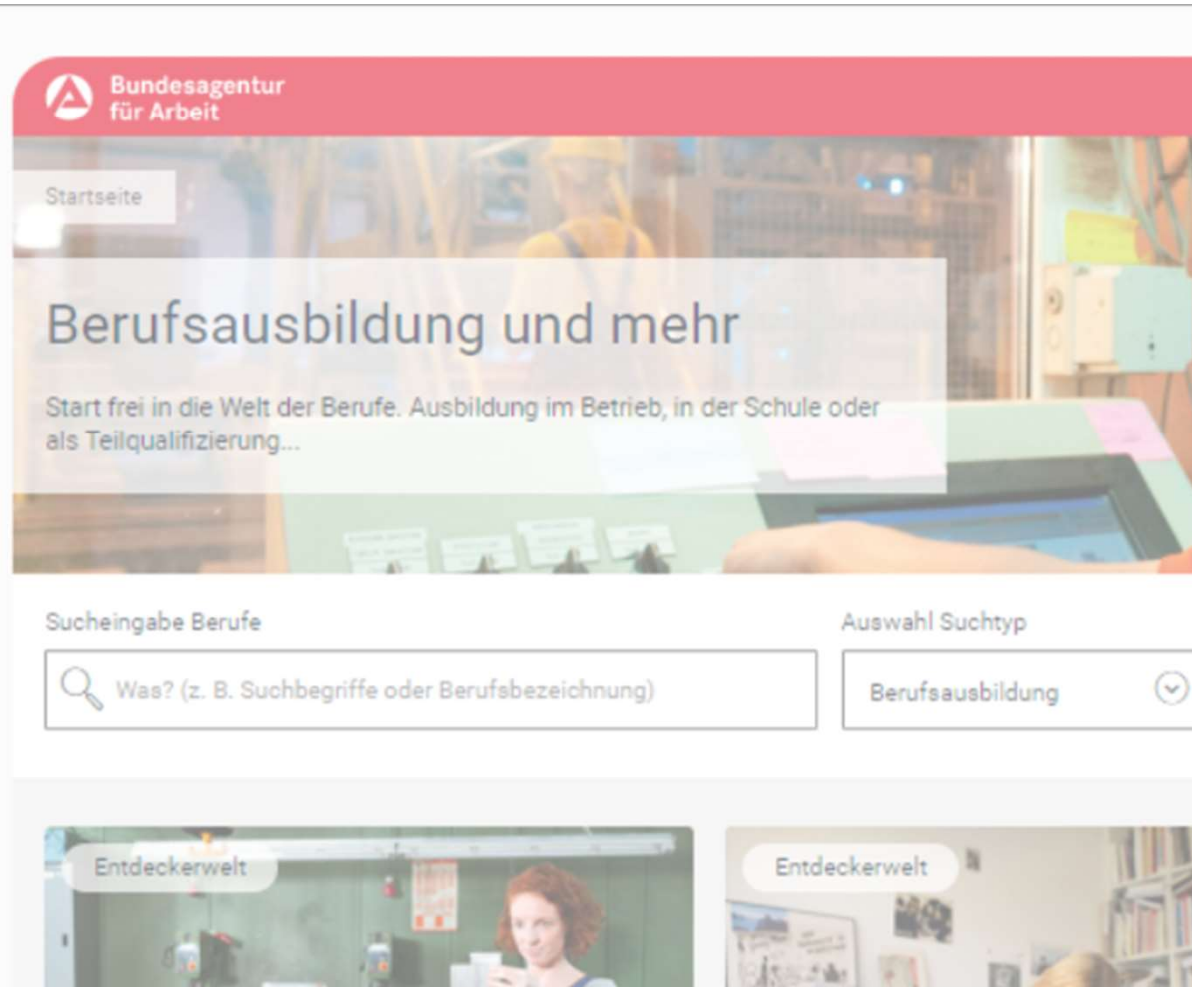 Bundesagentur
für Arbeit
Startseite
Berufsausbildung und mehr
Start frei in die Welt der Berufe. Ausbildung im Betrieb, in der Schule oder
als Teilqualifizierung...
Sucheingabe Berufe
Auswahl Suchtyp
Was? (z. B. Suchbegriffe oder Berufsbezeichnung)
Berufsausbildung
Entdeckerwelt
Entdeckerwelt